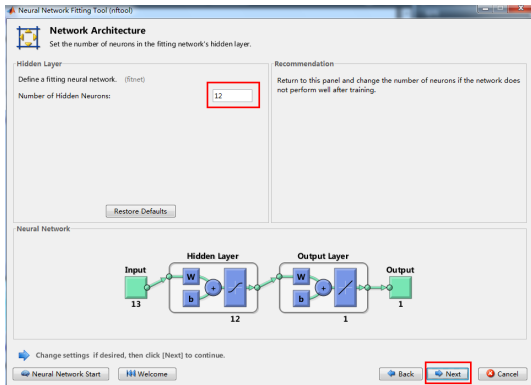 Neural Network Fitting Tool (nftool)
Network Architecture
Set the number of neurons in the fitting network's hidden layer.
Hidden Layer
Define a fitting neural network. (fitnet)
Number of Hidden Neurons: 12
Restore Defaults
Recommendation
Return to this panel and change the number of neurons if the network does
not perform well after training.
Neural Network
Hidden Layer Output Layer
Input Output
W W
+ +
b b
13 1
12 1
Change settings if desired, then click [Next] to continue.
Neural Network Start Welcome Back Next Cancel